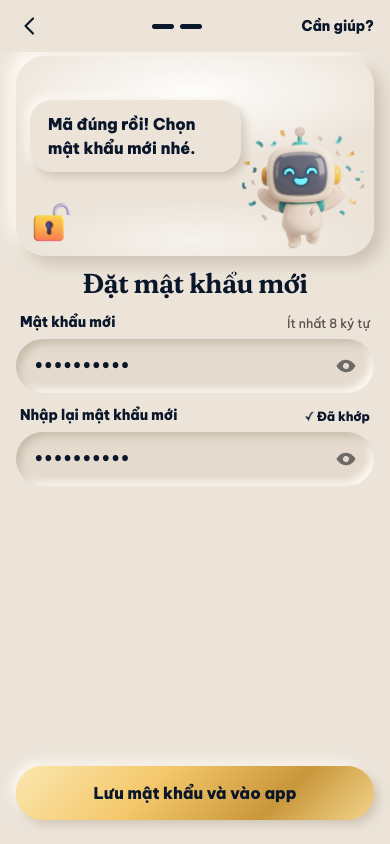 Cần giúp?
Mã đúng rồi! Chọn
mật khẩu mới nhé.
Đặt mật khẩu mới
Mật khẩu mới
Ít nhất 8 ký tự
Nhập lại mật khẩu mới
✓ Đã khớp
Lưu mật khẩu và vào app